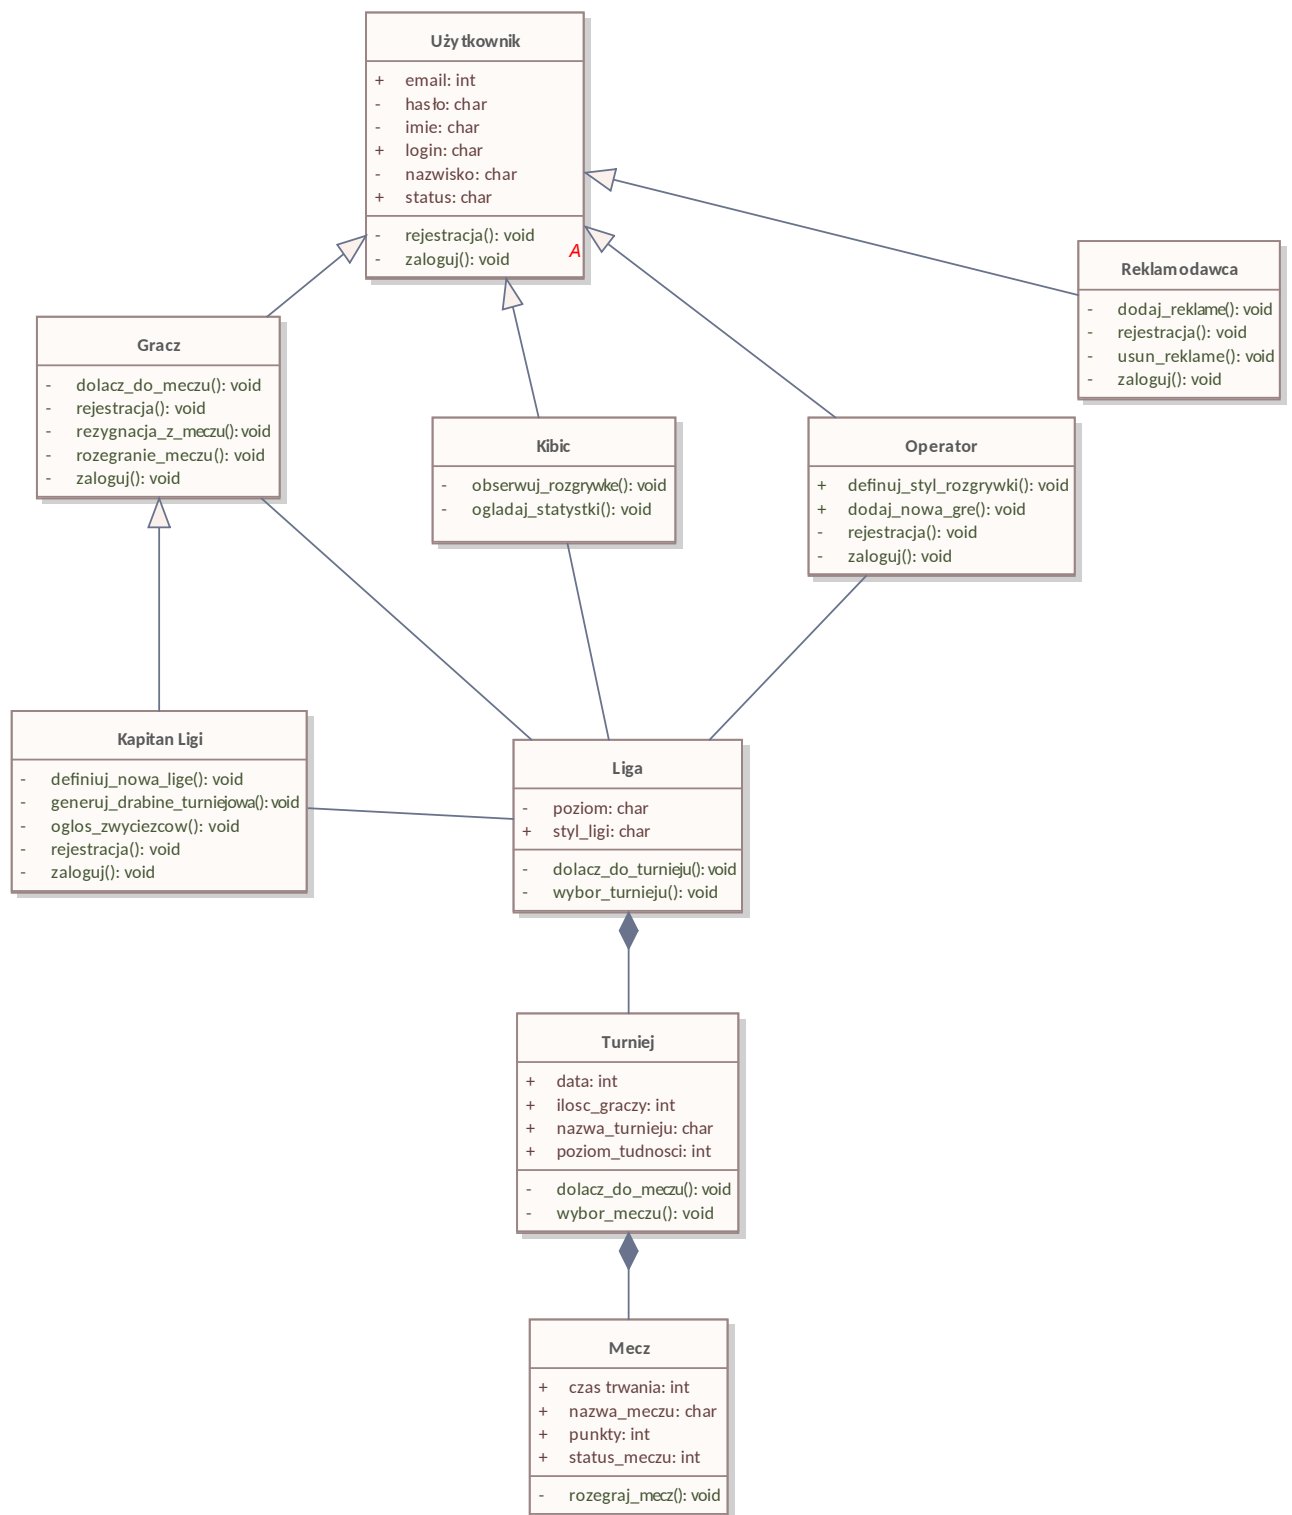 Użytkownik
+ email: int
- hasło: char
- imie: char
+ login: char
- nazwisko: char
+ status: char
- rejestracja(): void
- zaloguj(): void
A
Reklamodawca
- dodaj_reklame(): void
- rejestracja(): void
- usun_reklame(): void
- zaloguj(): void
Gracz
- dolacz_do_meczu(): void
- rejestracja(): void
- rezygnacja_z_meczu(): void
- rozegranie_meczu(): void
- zaloguj(): void
Kibic
- obserwuj_rozgrywke(): void
- ogladaj_statystki(): void
Operator
+ definuj_styl_rozgrywki(): void
+ dodaj_nowa_gre(): void
- rejestracja(): void
- zaloguj(): void
Kapitan Ligi
- definiuj_nowa_lige(): void
- generuj_drabine_turniejowa(): void
- oglos_zwyciezcow(): void
- rejestracja(): void
- zaloguj(): void
Liga
- poziom: char
+ styl_ligi: char
- dolacz_do_turnieju(): void
- wybor_turnieju(): void
Turniej
+ data: int
+ ilosc_graczy: int
+ nazwa_turnieju: char
+ poziom_tudnosci: int
- dolacz_do_meczu(): void
- wybor_meczu(): void
Mecz
+ czas trwania: int
+ nazwa_meczu: char
+ punkty: int
+ status_meczu: int
- rozegraj_mecz(): void